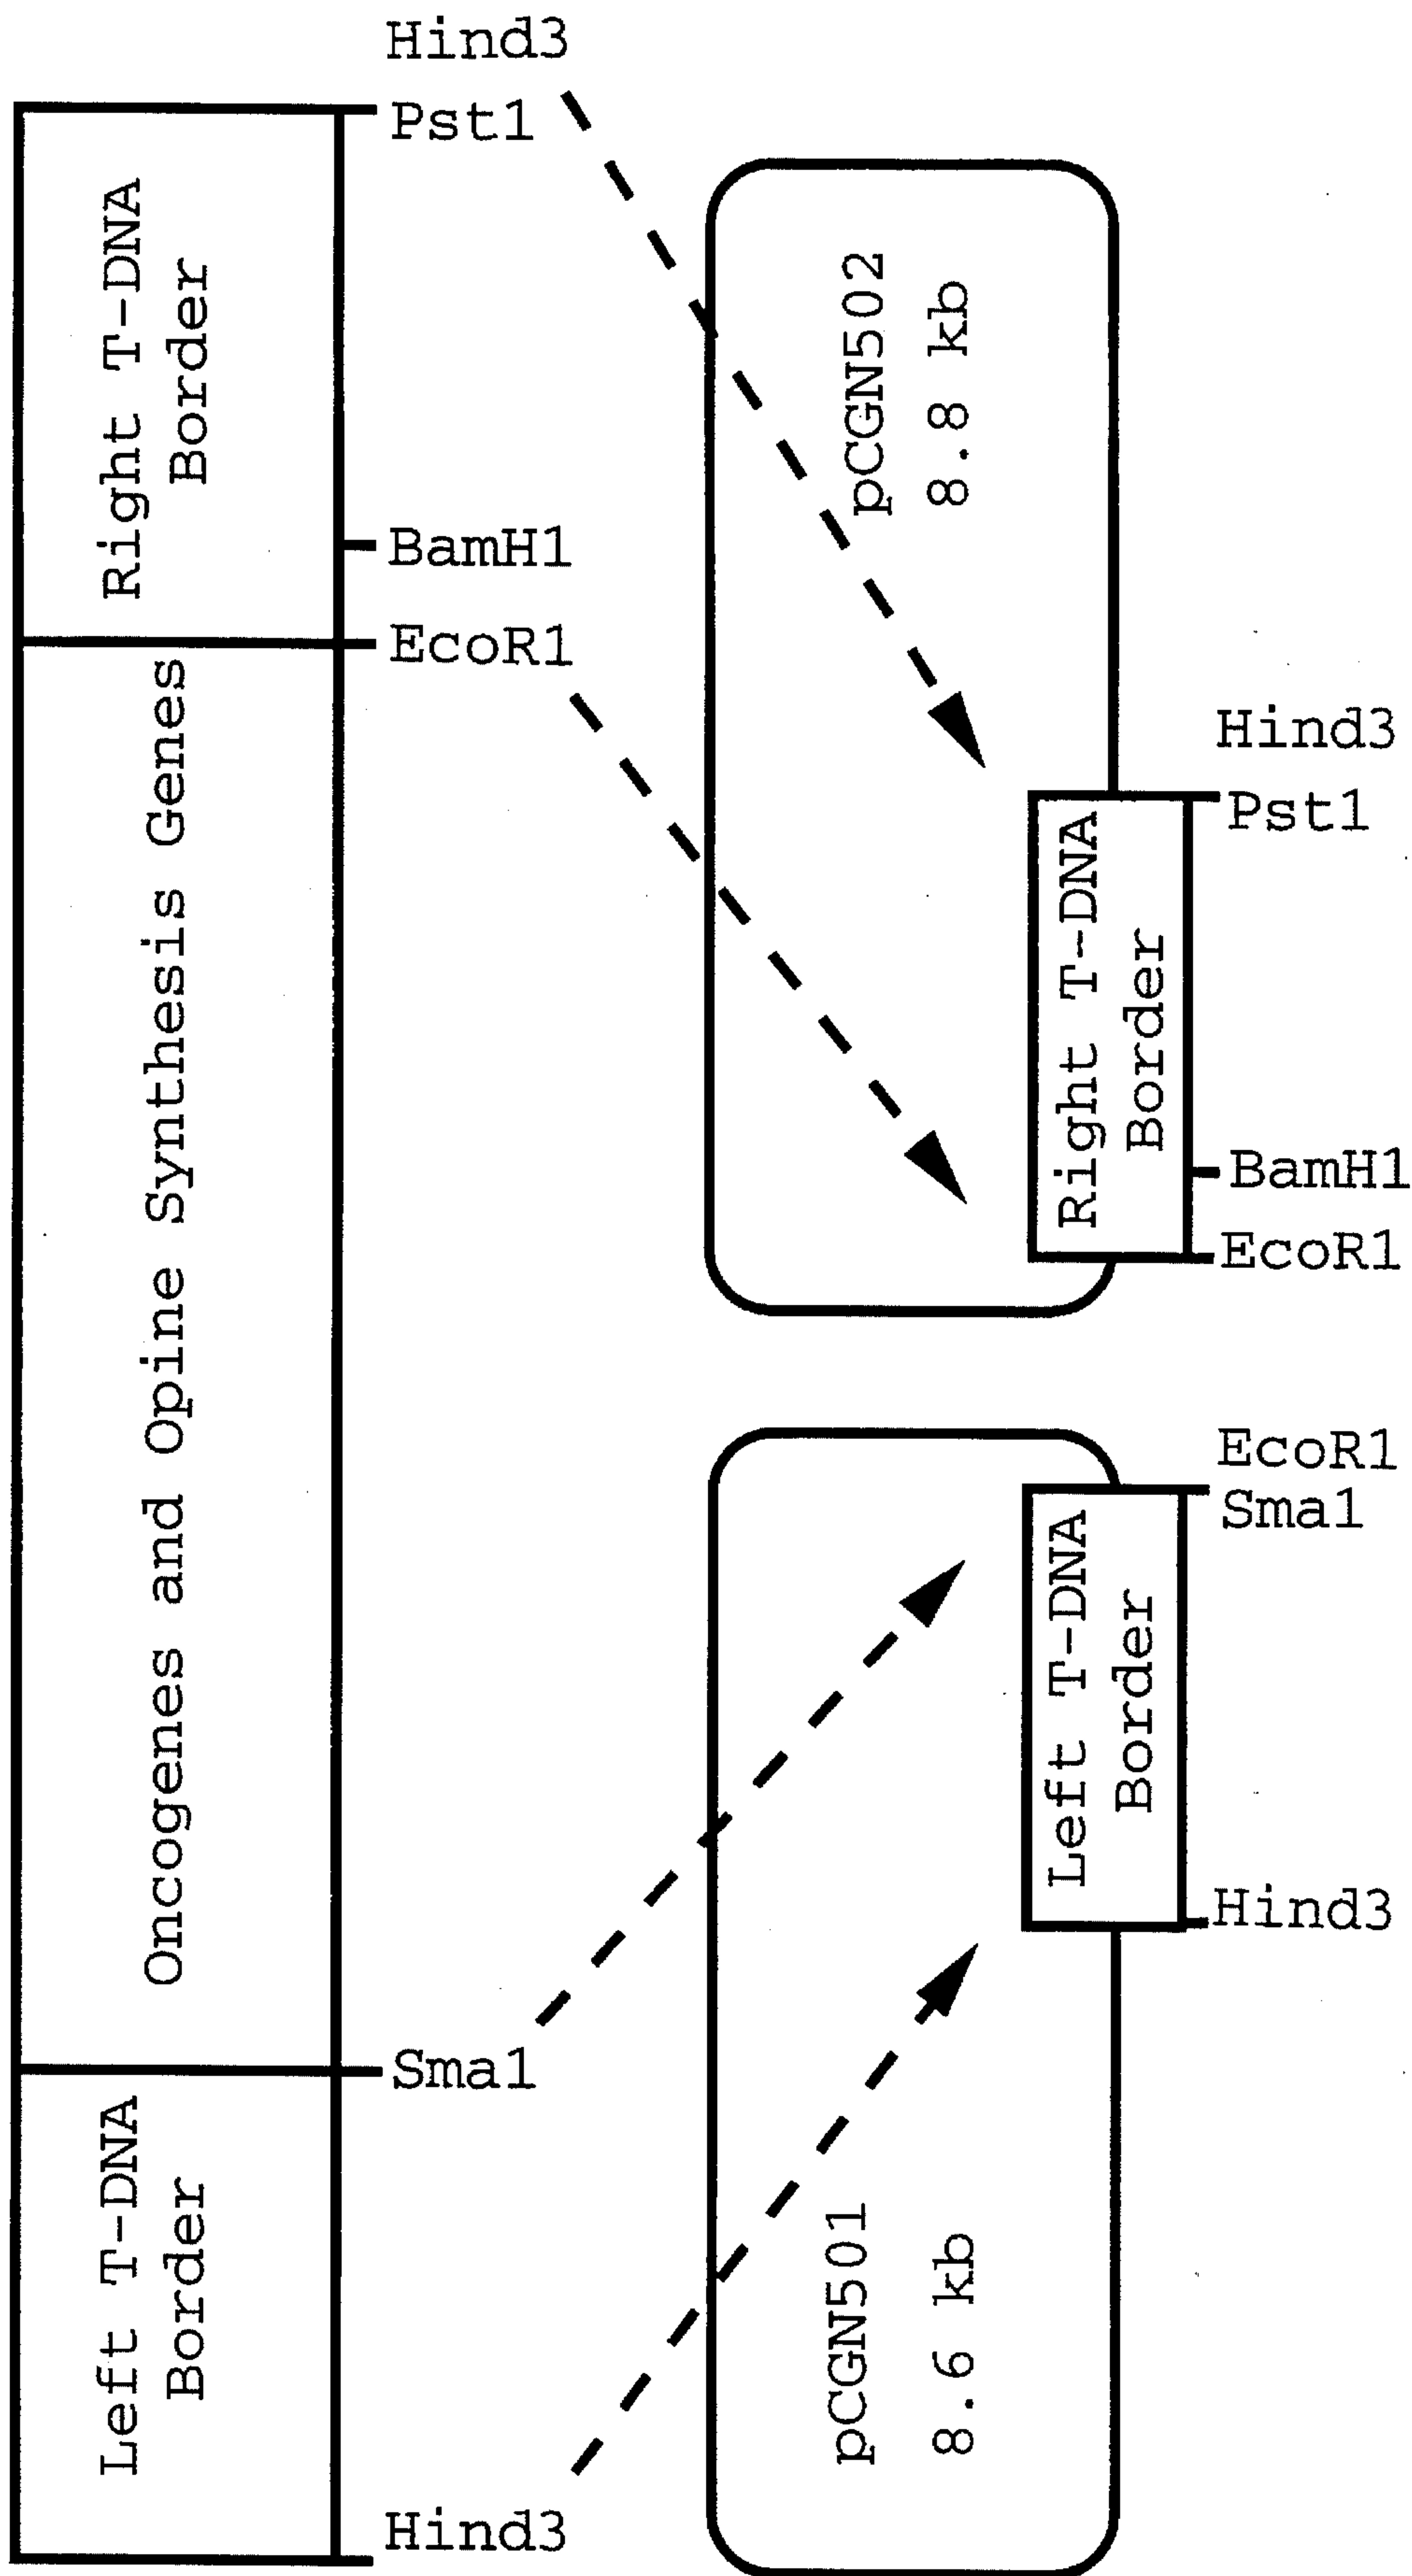 Hind3
Pst1
Right T-DNA
Border
BamH1
EcoR1
Oncogenes and Opine Synthesis Genes
Sma1
Left T-DNA
Border
Hind3
pCGN502
8.8 kb
Hind3
Pst1
Right T-DNA
Border
BamH1
EcoR1
pCGN501
8.6 kb
EcoR1
Sma1
Left T-DNA
Border
Hind3